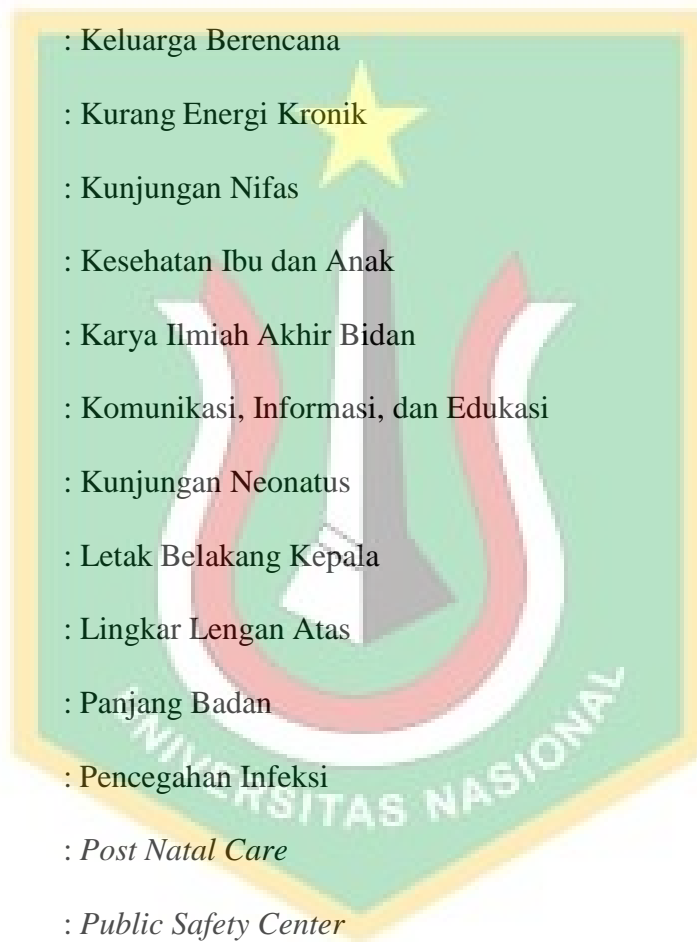 : Keluarga Berencana
: Kurang Energi Kronik
: Kunjungan Nifas
: Kesehatan Ibu dan Anak
: Karya Ilmiah Akhir Bidan
: Komunikasi, Informasi, dan Edukasi
: Kunjungan Neonatus
: Letak Belakang Kepala
: Lingkar Lengan Atas
: Panjang Badan
: Pencegahan Infeksi
: Post Natal Care
: Public Safety Center
UNIVERSITAS NASIONAL